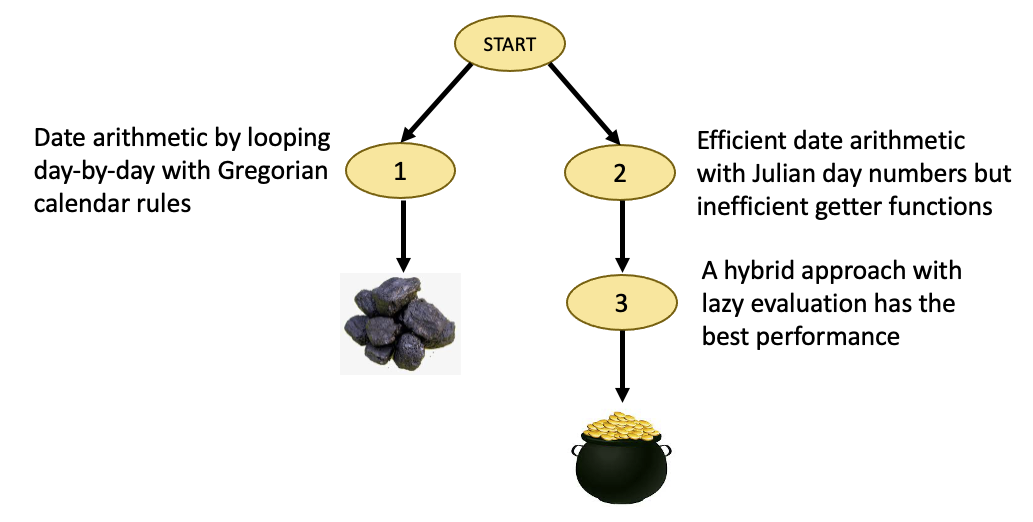 START
Date arithmetic by looping
day-by-day with Gregorian
calendar rules
1
2
Efficient date arithmetic
with Julian day numbers but
inefficient getter functions
3
A hybrid approach with
lazy evaluation has the
best performance